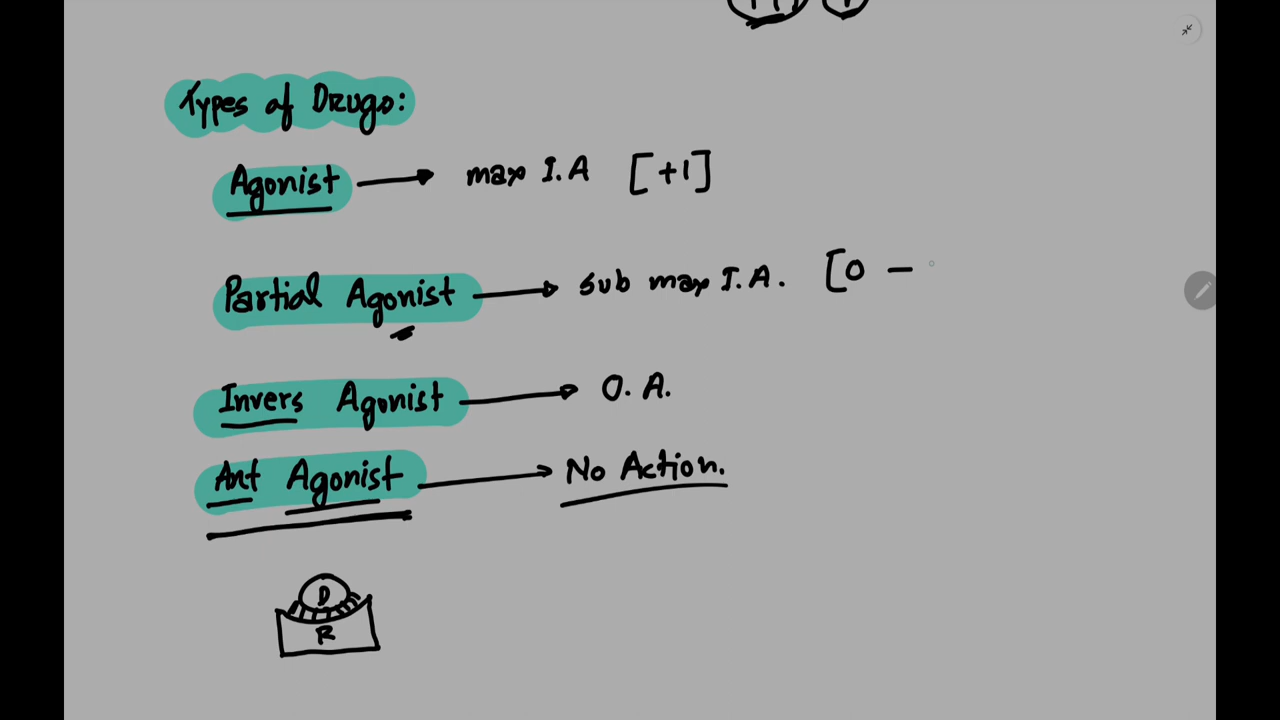 Types of Drugs:
Agonist → max I.A [+1]
Partial Agonist → sub max I.A. [0 –
Invers Agonist → O.A.
Ant Agonist → No Action.
D
R